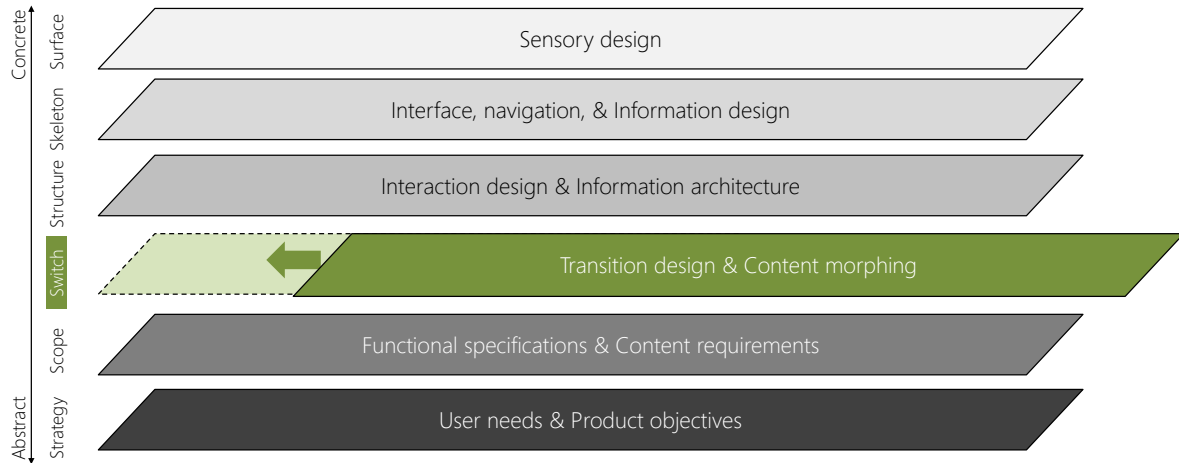 Concrete
Surface
Sensory design
Skeleton
Interface, navigation, & Information design
Structure
Interaction design & Information architecture
Switch
Transition design & Content morphing
Scope
Functional specifications & Content requirements
Abstract
Strategy
User needs & Product objectives